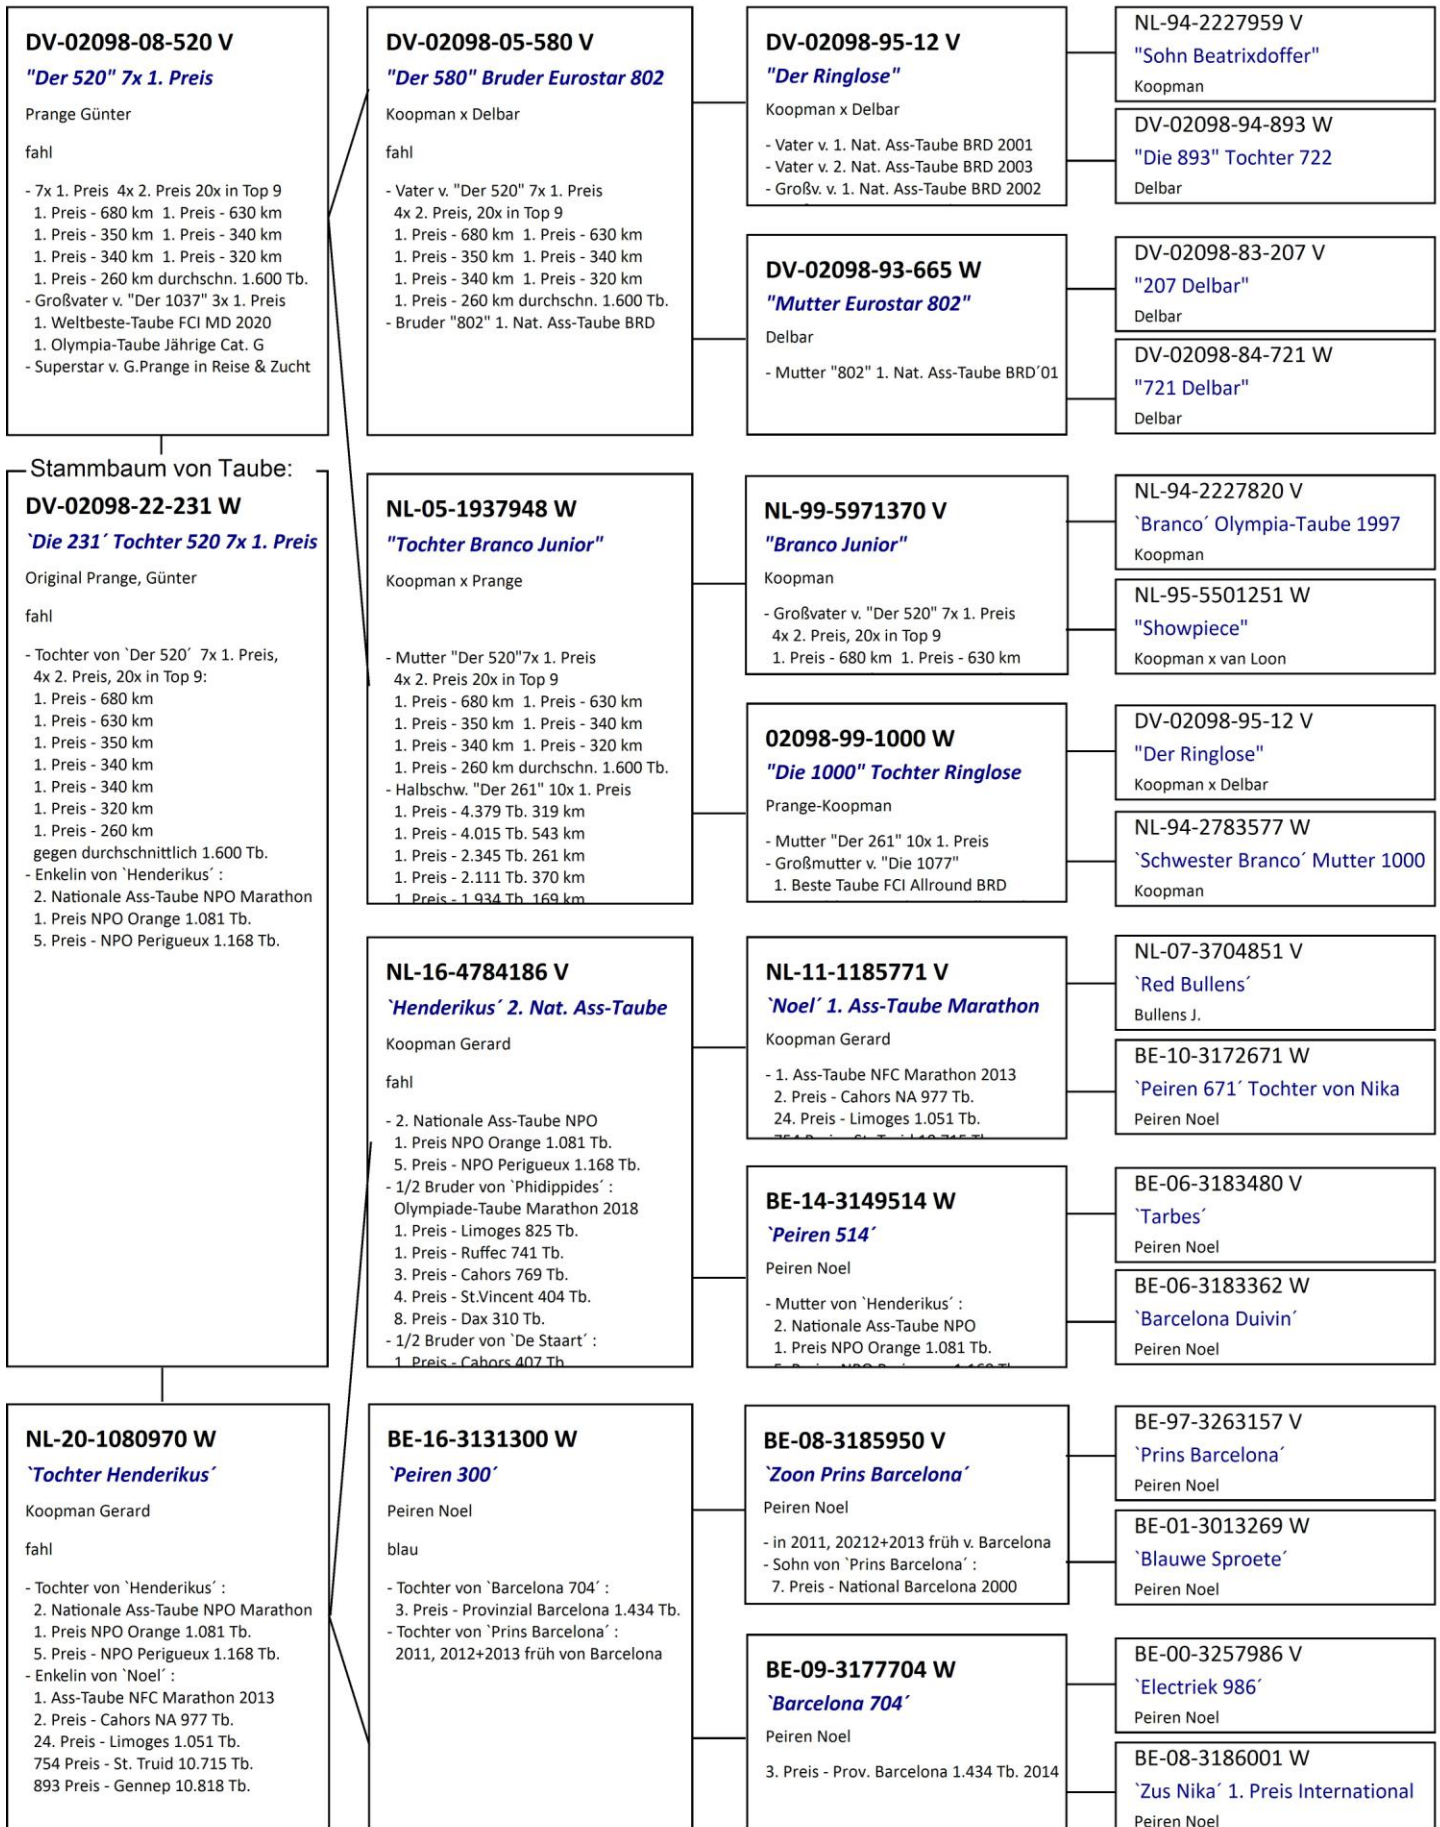 DV-02098-08-520 V
"Der 520" 7x 1. Preis
Prange Günter
fahl
- 7x 1. Preis 4x 2. Preis 20x in Top 9
1. Preis - 680 km 1. Preis - 630 km
1. Preis - 350 km 1. Preis - 340 km
1. Preis - 340 km 1. Preis - 320 km
1. Preis - 260 km durchschn. 1.600 Tb.
- Großvater v. "Der 1037" 3x 1. Preis
1. Weltbeste-Taube FCI MD 2020
1. Olympia-Taube Jährige Cat. G
- Superstar v. G.Prange in Reise & Zucht
Stammbaum von Taube:
DV-02098-22-231 W
`Die 231´ Tochter 520 7x 1. Preis
Original Prange, Günter
fahl
- Tochter von `Der 520´ 7x 1. Preis,
4x 2. Preis, 20x in Top 9:
1. Preis - 680 km
1. Preis - 630 km
1. Preis - 350 km
1. Preis - 340 km
1. Preis - 340 km
1. Preis - 320 km
1. Preis - 260 km
gegen durchschnittlich 1.600 Tb.
- Enkelin von `Henderikus´ :
2. Nationale Ass-Taube NPO Marathon
1. Preis NPO Orange 1.081 Tb.
5. Preis - NPO Perigueux 1.168 Tb.
NL-20-1080970 W
`Tochter Henderikus´
Koopman Gerard
fahl
- Tochter von `Henderikus´ :
2. Nationale Ass-Taube NPO Marathon
1. Preis NPO Orange 1.081 Tb.
5. Preis - NPO Perigueux 1.168 Tb.
- Enkelin von `Noel´ :
1. Ass-Taube NFC Marathon 2013
2. Preis - Cahors NA 977 Tb.
24. Preis - Limoges 1.051 Tb.
754 Preis - St. Truid 10.715 Tb.
893 Preis - Gennep 10.818 Tb.
DV-02098-05-580 V
"Der 580" Bruder Eurostar 802
Koopman x Delbar
fahl
- Vater v. "Der 520" 7x 1. Preis
4x 2. Preis, 20x in Top 9
1. Preis - 680 km 1. Preis - 630 km
1. Preis - 350 km 1. Preis - 340 km
1. Preis - 340 km 1. Preis - 320 km
1. Preis - 260 km durchschn. 1.600 Tb.
- Bruder "802" 1. Nat. Ass-Taube BRD
NL-05-1937948 W
"Tochter Branco Junior"
Koopman x Prange
- Mutter "Der 520"7x 1. Preis
4x 2. Preis 20x in Top 9
1. Preis - 680 km 1. Preis - 630 km
1. Preis - 350 km 1. Preis - 340 km
1. Preis - 340 km 1. Preis - 320 km
1. Preis - 260 km durchschn. 1.600 Tb.
- Halbschw. "Der 261" 10x 1. Preis
1. Preis - 4.379 Tb. 319 km
1. Preis - 4.015 Tb. 543 km
1. Preis - 2.345 Tb. 261 km
1. Preis - 2.111 Tb. 370 km
1. Preis - 1.934 Tb. 169 km
NL-16-4784186 V
`Henderikus´ 2. Nat. Ass-Taube
Koopman Gerard
fahl
- 2. Nationale Ass-Taube NPO
1. Preis NPO Orange 1.081 Tb.
5. Preis - NPO Perigueux 1.168 Tb.
- 1/2 Bruder von `Phidippides´ :
Olympiade-Taube Marathon 2018
1. Preis - Limoges 825 Tb.
1. Preis - Ruffec 741 Tb.
3. Preis - Cahors 769 Tb.
4. Preis - St.Vincent 404 Tb.
8. Preis - Dax 310 Tb.
- 1/2 Bruder von `De Staart´ :
1. Preis - Cahors 407 Tb
BE-16-3131300 W
`Peiren 300´
Peiren Noel
blau
- Tochter von `Barcelona 704´ :
3. Preis - Provinzial Barcelona 1.434 Tb.
- Tochter von `Prins Barcelona´ :
2011, 2012+2013 früh von Barcelona
DV-02098-95-12 V
"Der Ringlose"
Koopman x Delbar
- Vater v. 1. Nat. Ass-Taube BRD 2001
- Vater v. 2. Nat. Ass-Taube BRD 2003
- Großv. v. 1. Nat. Ass-Taube BRD 2002
DV-02098-93-665 W
"Mutter Eurostar 802"
Delbar
- Mutter "802" 1. Nat. Ass-Taube BRD´01
NL-99-5971370 V
"Branco Junior"
Koopman
- Großvater v. "Der 520" 7x 1. Preis
4x 2. Preis, 20x in Top 9
1. Preis - 680 km 1. Preis - 630 km
02098-99-1000 W
"Die 1000" Tochter Ringlose
Prange-Koopman
- Mutter "Der 261" 10x 1. Preis
- Großmutter v. "Die 1077"
1. Beste Taube FCI Allround BRD
NL-11-1185771 V
`Noel´ 1. Ass-Taube Marathon
Koopman Gerard
- 1. Ass-Taube NFC Marathon 2013
2. Preis - Cahors NA 977 Tb.
24. Preis - Limoges 1.051 Tb.
BE-14-3149514 W
`Peiren 514´
Peiren Noel
- Mutter von `Henderikus´ :
2. Nationale Ass-Taube NPO
1. Preis NPO Orange 1.081 Tb.
BE-08-3185950 V
`Zoon Prins Barcelona´
Peiren Noel
- in 2011, 20212+2013 früh v. Barcelona
- Sohn von `Prins Barcelona´ :
7. Preis - National Barcelona 2000
BE-09-3177704 W
`Barcelona 704´
Peiren Noel
3. Preis - Prov. Barcelona 1.434 Tb. 2014
NL-94-2227959 V
"Sohn Beatrixdoffer"
Koopman
DV-02098-94-893 W
"Die 893" Tochter 722
Delbar
DV-02098-83-207 V
"207 Delbar"
Delbar
DV-02098-84-721 W
"721 Delbar"
Delbar
NL-94-2227820 V
`Branco´ Olympia-Taube 1997
Koopman
NL-95-5501251 W
"Showpiece"
Koopman x van Loon
DV-02098-95-12 V
"Der Ringlose"
Koopman x Delbar
NL-94-2783577 W
`Schwester Branco´ Mutter 1000
Koopman
NL-07-3704851 V
`Red Bullens´
Bullens J.
BE-10-3172671 W
`Peiren 671´ Tochter von Nika
Peiren Noel
BE-06-3183480 V
`Tarbes´
Peiren Noel
BE-06-3183362 W
`Barcelona Duivin´
Peiren Noel
BE-97-3263157 V
`Prins Barcelona´
Peiren Noel
BE-01-3013269 W
`Blauwe Sproete´
Peiren Noel
BE-00-3257986 V
`Electriek 986´
Peiren Noel
BE-08-3186001 W
`Zus Nika´ 1. Preis International
Peiren Noel